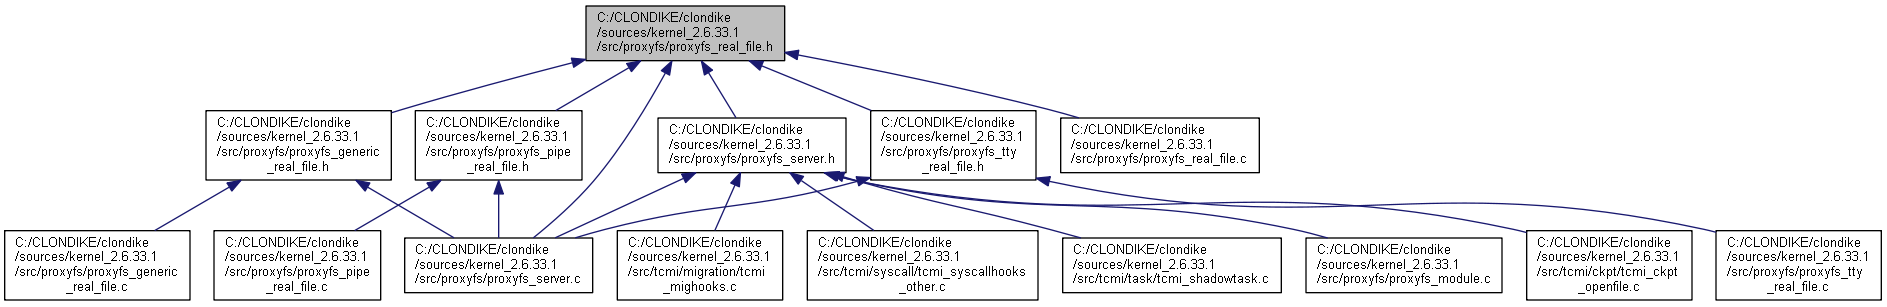 C:/CLONDIKE/clondike
/sources/kernel_2.6.33.1
/src/proxyfs/proxyfs_real_file.h
C:/CLONDIKE/clondike
/sources/kernel_2.6.33.1
/src/proxyfs/proxyfs_generic
_real_file.h
C:/CLONDIKE/clondike
/sources/kernel_2.6.33.1
/src/proxyfs/proxyfs_pipe
_real_file.h
C:/CLONDIKE/clondike
/sources/kernel_2.6.33.1
/src/proxyfs/proxyfs_server.h
C:/CLONDIKE/clondike
/sources/kernel_2.6.33.1
/src/proxyfs/proxyfs_tty
_real_file.h
C:/CLONDIKE/clondike
/sources/kernel_2.6.33.1
/src/proxyfs/proxyfs_real_file.c
C:/CLONDIKE/clondike
/sources/kernel_2.6.33.1
/src/proxyfs/proxyfs_generic
_real_file.c
C:/CLONDIKE/clondike
/sources/kernel_2.6.33.1
/src/proxyfs/proxyfs_pipe
_real_file.c
C:/CLONDIKE/clondike
/sources/kernel_2.6.33.1
/src/proxyfs/proxyfs_server.c
C:/CLONDIKE/clondike
/sources/kernel_2.6.33.1
/src/tcmi/migration/tcmi
_mighooks.c
C:/CLONDIKE/clondike
/sources/kernel_2.6.33.1
/src/tcmi/syscall/tcmi_syscallhooks
_other.c
C:/CLONDIKE/clondike
/sources/kernel_2.6.33.1
/src/tcmi/task/tcmi_shadowtask.c
C:/CLONDIKE/clondike
/sources/kernel_2.6.33.1
/src/proxyfs/proxyfs_module.c
C:/CLONDIKE/clondike
/sources/kernel_2.6.33.1
/src/tcmi/ckpt/tcmi_ckpt
_openfile.c
C:/CLONDIKE/clondike
/sources/kernel_2.6.33.1
/src/proxyfs/proxyfs_tty
_real_file.c